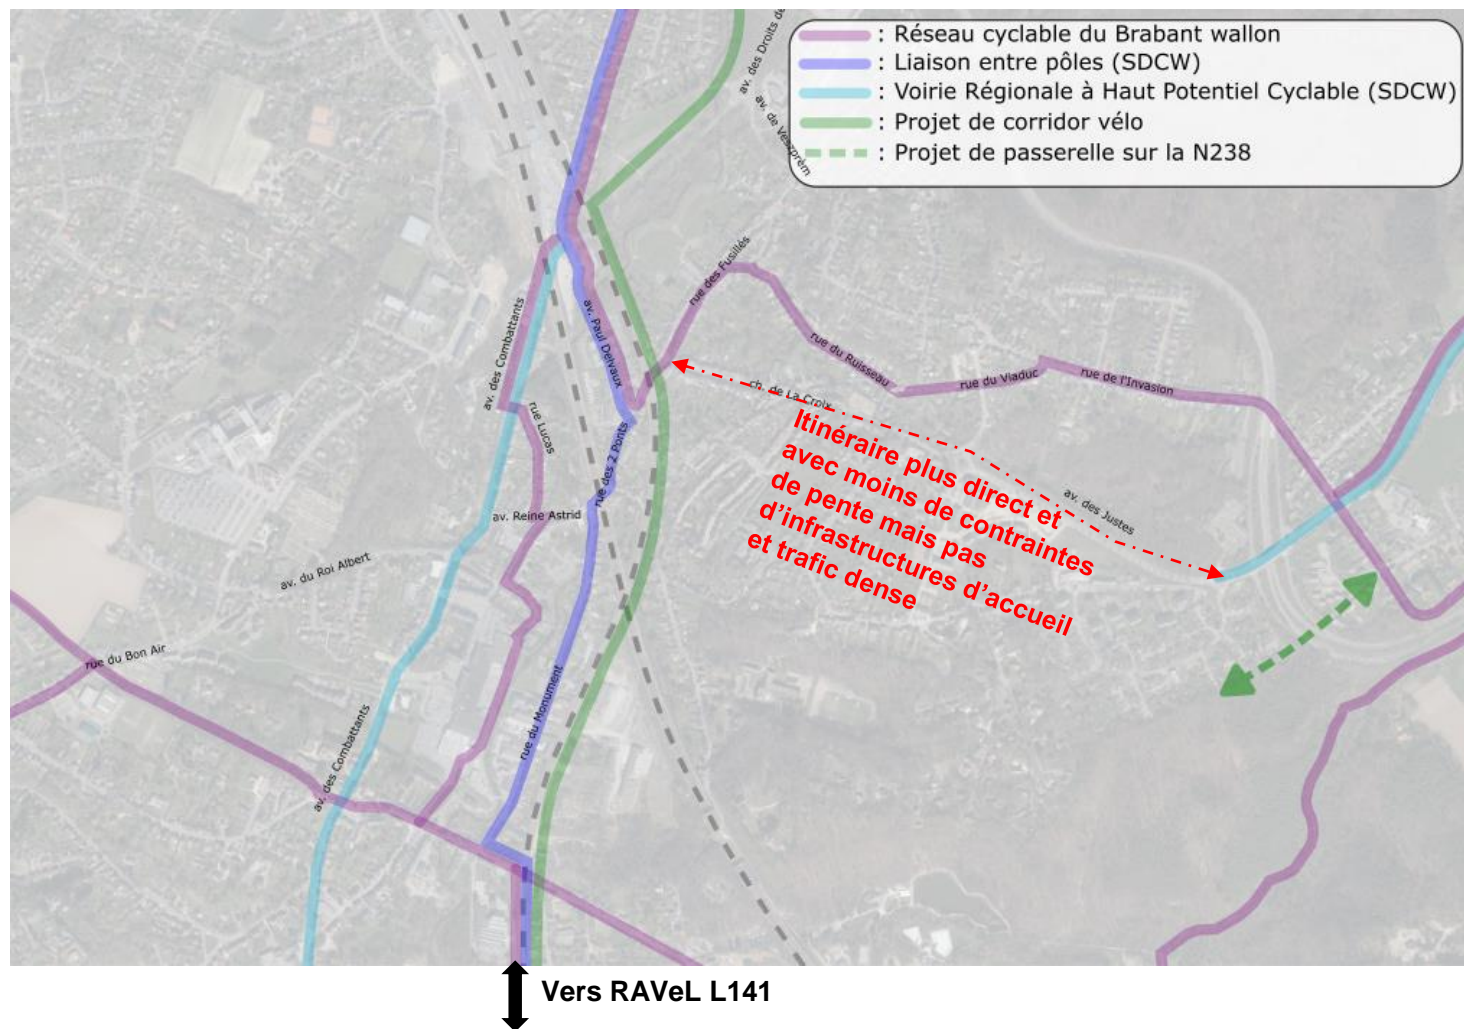 : Réseau cyclable du Brabant wallon
: Liaison entre pôles (SDCW)
: Voirie Régionale à Haut Potentiel Cyclable (SDCW)
: Projet de corridor vélo
: Projet de passerelle sur la N238
av. des Droits de
av. de Veszprèm
rue des Fusillés
av. Paul Delvaux
av. des Combattants
rue du Ruisseau
rue du Viaduc
rue de l'Invasion
ch. de La Croix
rue Lucas
rue des 2 Ponts
av. Reine Astrid
av. des Justes
Itinéraire plus direct et
avec moins de contraintes
de pente mais pas
d’infrastructures d’accueil
et trafic dense
av. du Roi Albert
rue du Bon Air
rue du Monument
av. des Combattants
Vers RAVeL L141